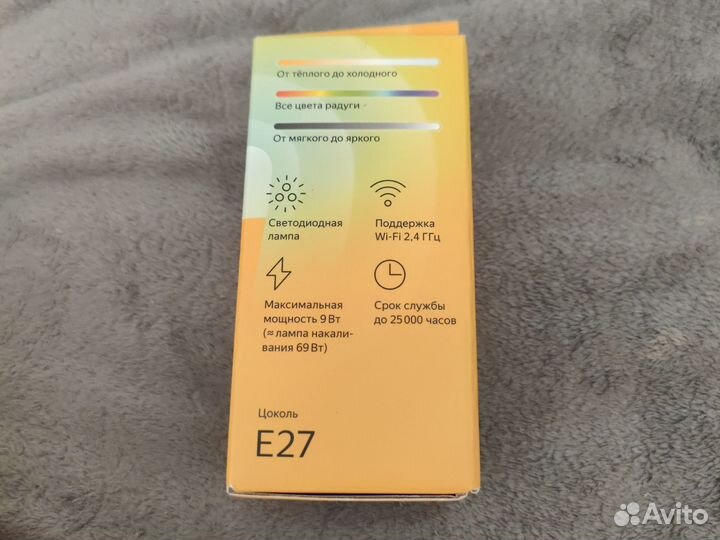 От тёплого до холодного
Все цвета радуги
От мягкого до яркого
Светодиодная
лампа
Поддержка
Wi-Fi 2,4 ГГц
Максимальная
мощность 9 Вт
(≈ лампа накали-
вания 69 Вт)
Срок службы
до 25 000 часов
Цоколь
E27
Avito